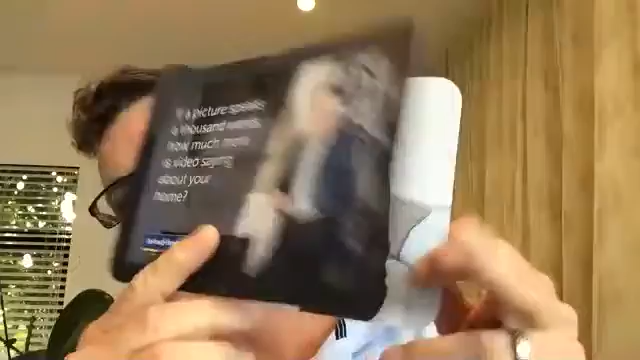 If a picture speaks
a thousand words,
how much more
is video saying
about your
home?